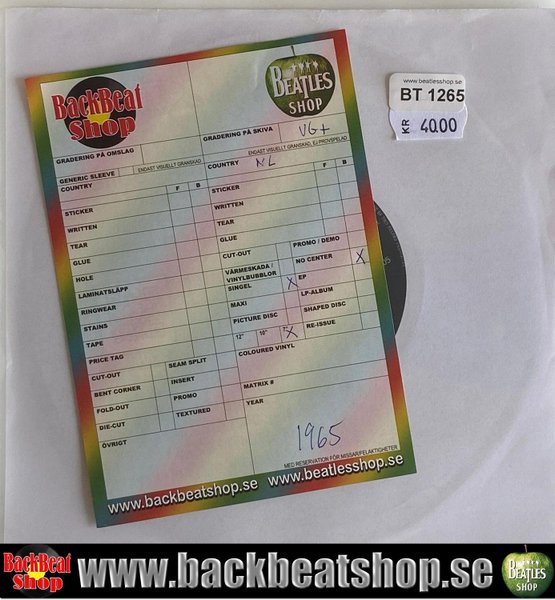 BackBeat Shop
BEATLES SHOP
www.beatlesshop.se
BT 1265
KR 4000
GRADERING PÅ OMSLAG
GRADERING PÅ SKIVA VG+
GENERIC SLEEVE ENDAST VISUELLT GRANSKAD
ENDAST VISUELLT GRANSKAD, EJ PROVSPELAD
COUNTRY F B
COUNTRY NL F B
STICKER
STICKER
WRITTEN
WRITTEN
TEAR
TEAR
GLUE
GLUE
HOLE
CUT-OUT PROMO / DEMO
LAMINATSLÄPP
VÄRMESKADA / VINYLBUBBLOR NO CENTER X
RINGWEAR
SINGEL X EP
STAINS
MAXI LP-ALBUM
TAPE
PICTURE DISC SHAPED DISC
PRICE TAG
12" 10" 7" X RE-ISSUE
CUT-OUT SEAM SPLIT
COLOURED VINYL
BENT CORNER INSERT
FOLD-OUT PROMO
MATRIX #
DIE-CUT TEXTURED
YEAR
ÖVRIGT
1965
MED RESERVATION FÖR MISSAR/FELAKTIGHETER
www.backbeatshop.se www.beatlesshop.se
BackBeat Shop www.backbeatshop.se BEATLES SHOP